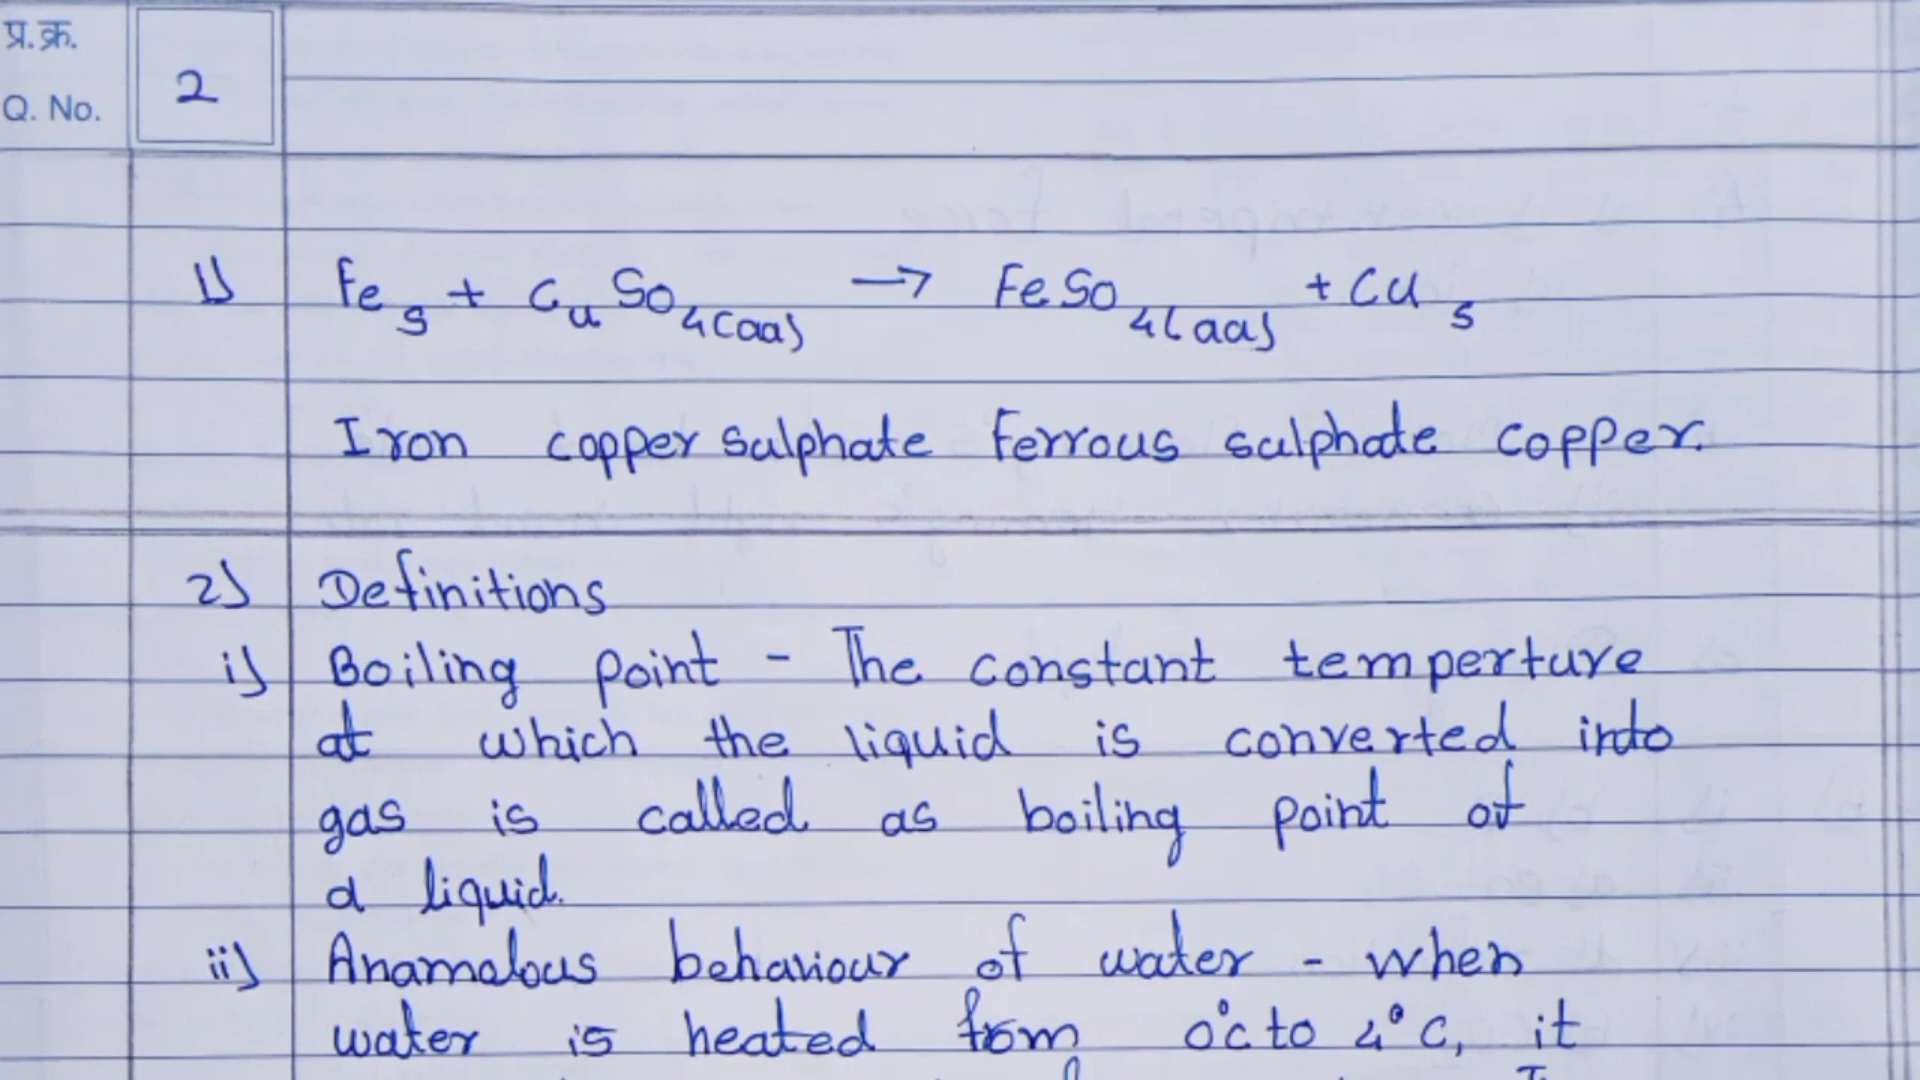 प्र.क्र.
Q. No.
2
1) Fe s + Cu So 4(aq) → FeSo 4(aq) + Cu s
Iron copper sulphate Ferrous sulphate copper.
2) Definitions
i) Boiling point - The constant temperture
at which the liquid is converted into
gas is called as boiling point of
a liquid.
ii) Anamalous behaviour of water - when
water is heated from 0°c to 4°C, it